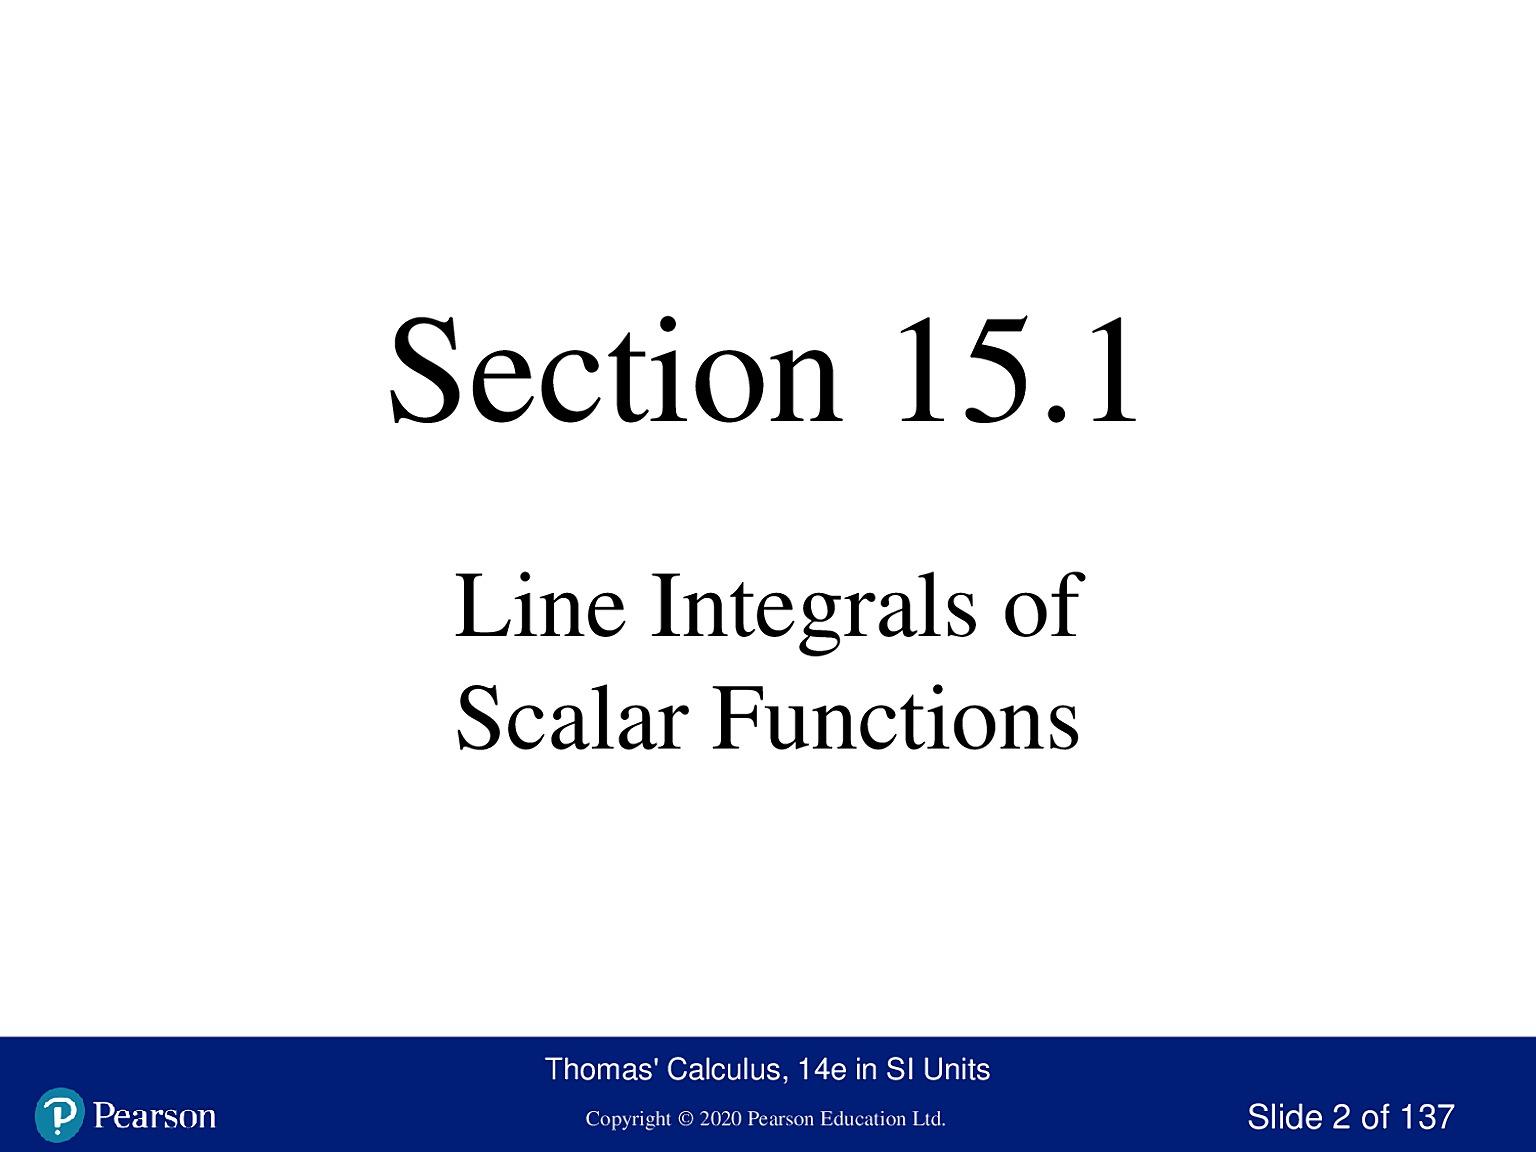 Section 15.1
Line Integrals of
Scalar Functions
Thomas' Calculus, 14e in SI Units
Pearson
Copyright © 2020 Pearson Education Ltd.
Slide 2 of 137